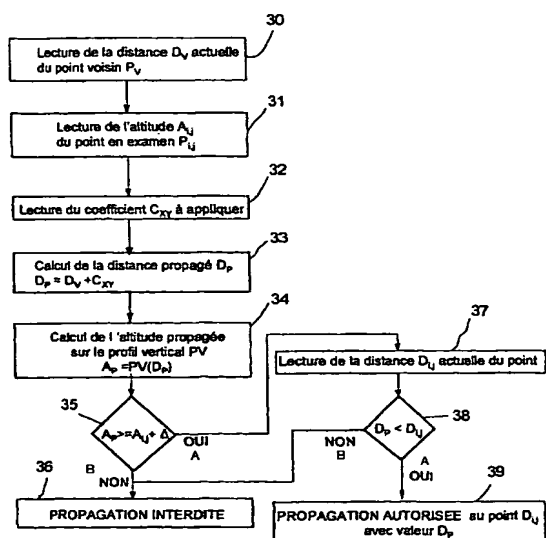 30
Lecture de la distance D_V actuelle
du point voisin P_V
31
Lecture de l'altitude A_i,j
du point en examen P_i,j
32
Lecture du coefficient C_XY à appliquer
33
Calcul de la distance propagé D_P
D_P = D_V + C_XY
34
Calcul de l'altitude propagée
sur le profil vertical PV
A_P = PV(D_P)
35
A_P >= A_i,j + Δ
OUI
A
B
NON
36
PROPAGATION INTERDITE
37
Lecture de la distance D_i,j actuelle du point
38
D_P < D_i,j
NON
B
A
OUI
39
PROPAGATION AUTORISEE au point D_i,j
avec valeur D_P